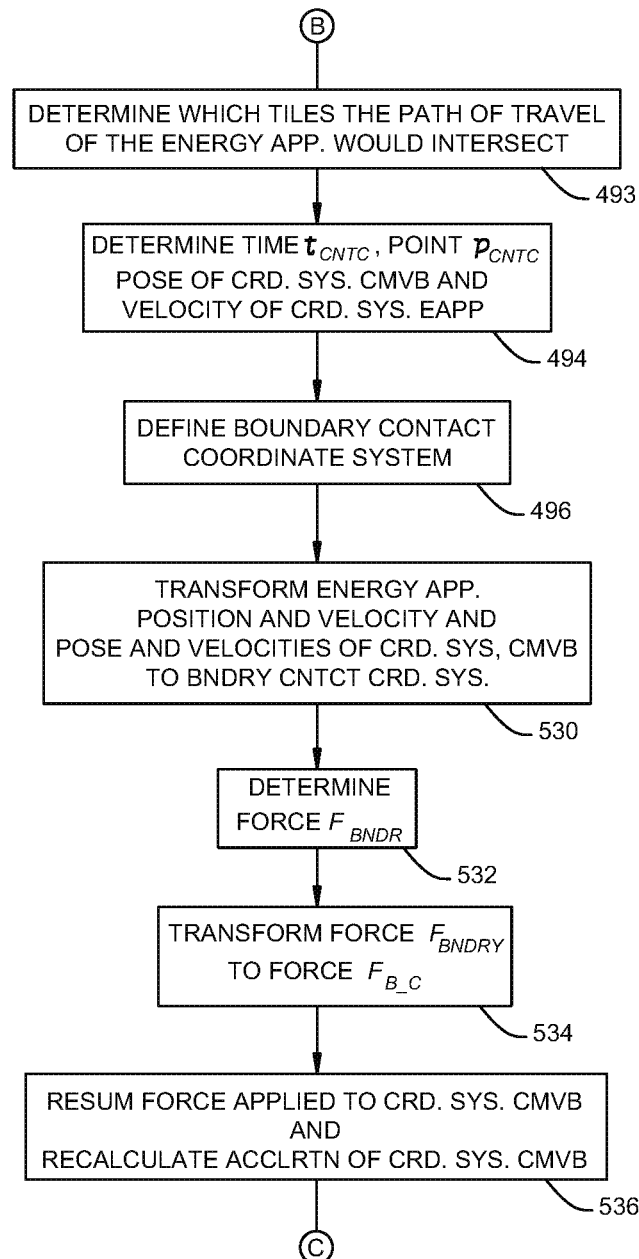 B
DETERMINE WHICH TILES THE PATH OF TRAVEL
OF THE ENERGY APP. WOULD INTERSECT
493
DETERMINE TIME t_CNTC, POINT p_CNTC
POSE OF CRD. SYS. CMVB AND
VELOCITY OF CRD. SYS. EAPP
494
DEFINE BOUNDARY CONTACT
COORDINATE SYSTEM
496
TRANSFORM ENERGY APP.
POSITION AND VELOCITY AND
POSE AND VELOCITIES OF CRD. SYS, CMVB
TO BNDRY CNTCT CRD. SYS.
530
DETERMINE
FORCE F_BNDR
532
TRANSFORM FORCE F_BNDRY
TO FORCE F_B_C
534
RESUM FORCE APPLIED TO CRD. SYS. CMVB
AND
RECALCULATE ACCLRTN OF CRD. SYS. CMVB
536
C